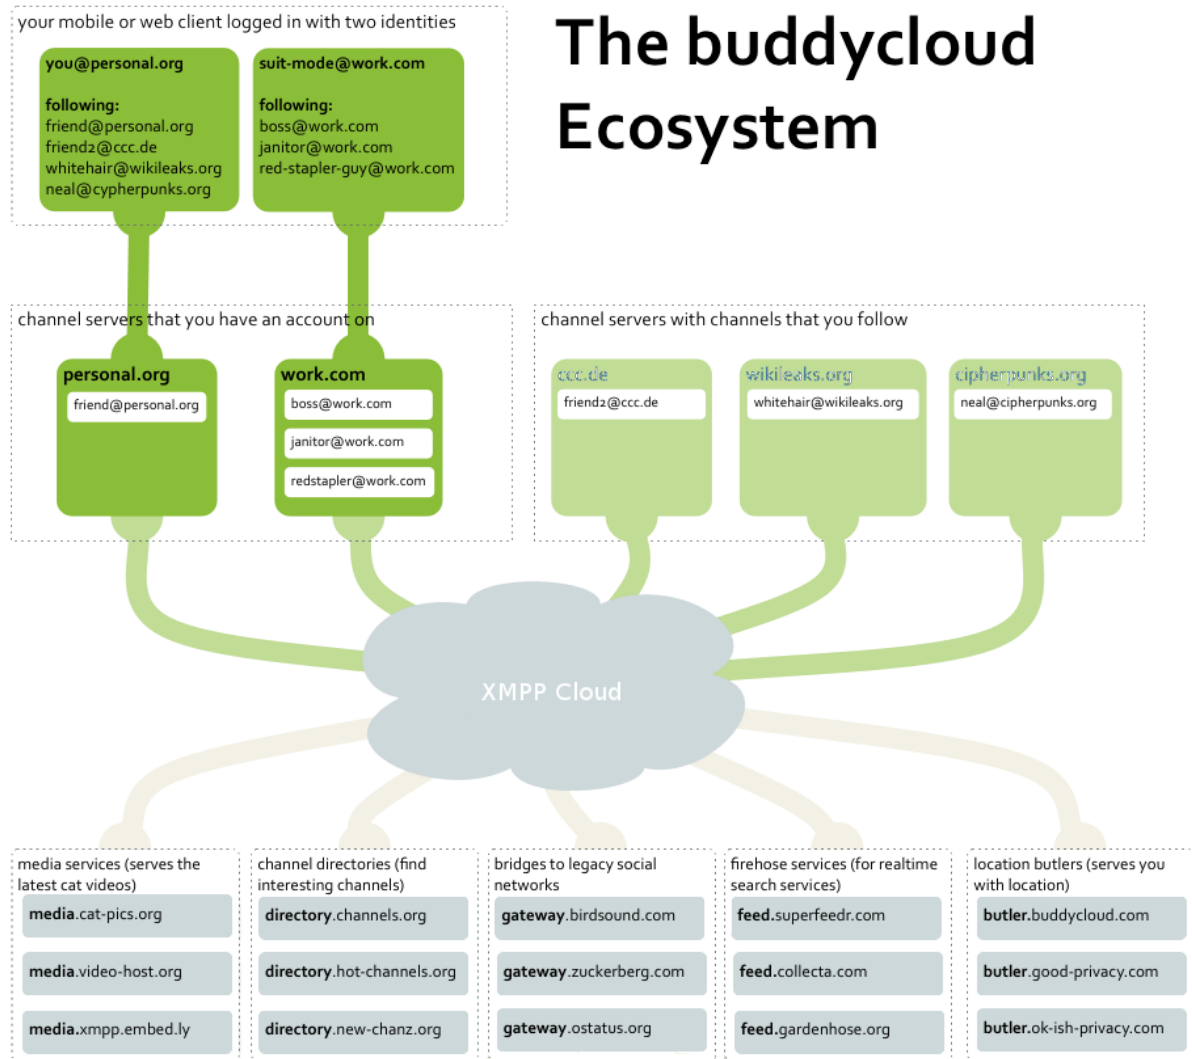 your mobile or web client logged in with two identities
The buddycloud
Ecosystem
you@personal.org
following:
friend@personal.org
friend2@ccc.de
whitehair@wikileaks.org
neal@cypherpunks.org
suit-mode@work.com
following:
boss@work.com
janitor@work.com
red-stapler-guy@work.com
channel servers that you have an account on
personal.org
friend@personal.org
work.com
boss@work.com
janitor@work.com
redstapler@work.com
channel servers with channels that you follow
ccc.de
friend2@ccc.de
wikileaks.org
whitehair@wikileaks.org
cipherpunks.org
neal@cipherpunks.org
XMPP Cloud
media services (serves the
latest cat videos)
media.cat-pics.org
media.video-host.org
media.xmpp.embed.ly
channel directories (find
interesting channels)
directory.channels.org
directory.hot-channels.org
directory.new-chanz.org
bridges to legacy social
networks
gateway.birdsound.com
gateway.zuckerberg.com
gateway.ostatus.org
firehose services (for realtime
search services)
feed.superfeedr.com
feed.collecta.com
feed.gardenhose.org
location butlers (serves you
with location)
butler.buddycloud.com
butler.good-privacy.com
butler.ok-ish-privacy.com